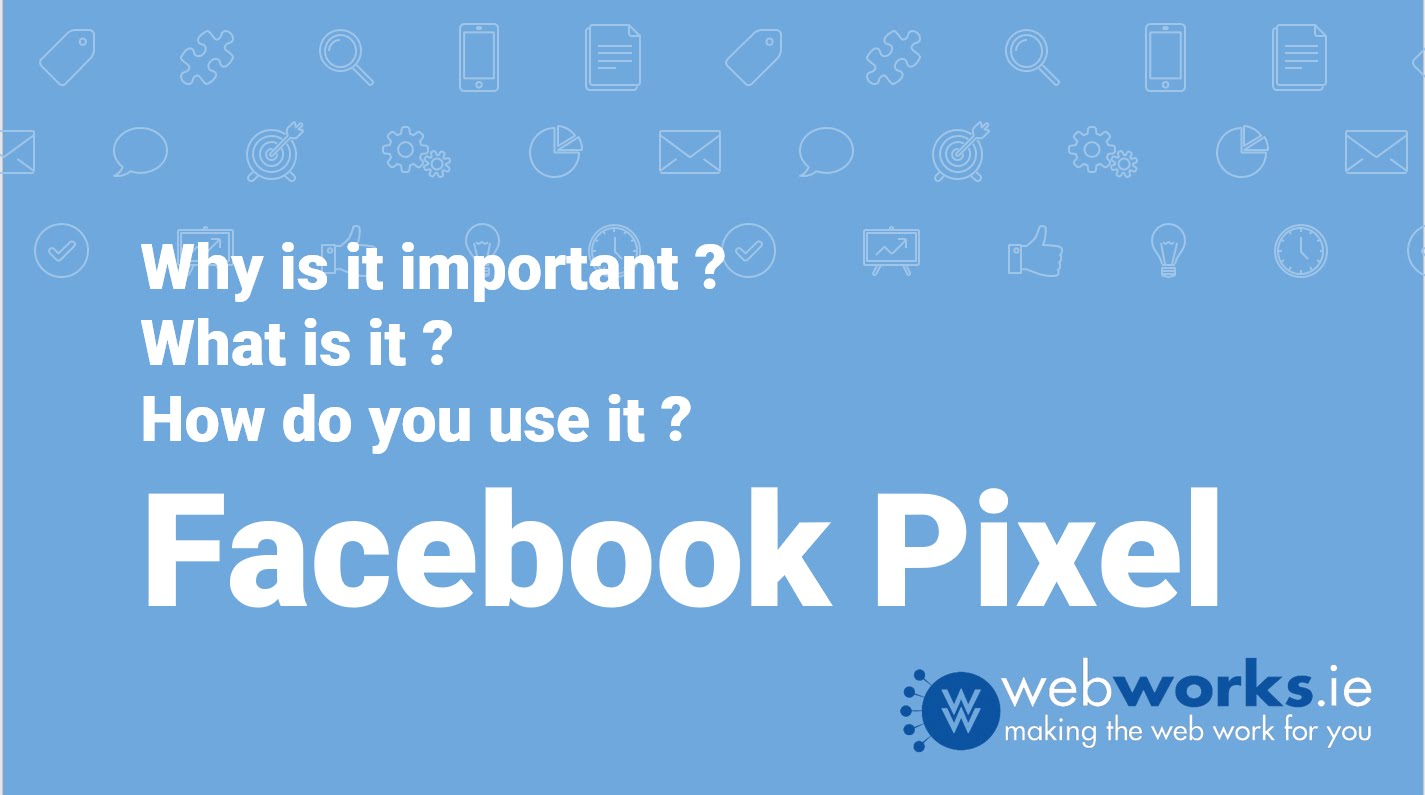 Why is it important ?
What is it ?
How do you use it ?
Facebook Pixel
W
W
webworks.ie
making the web work for you